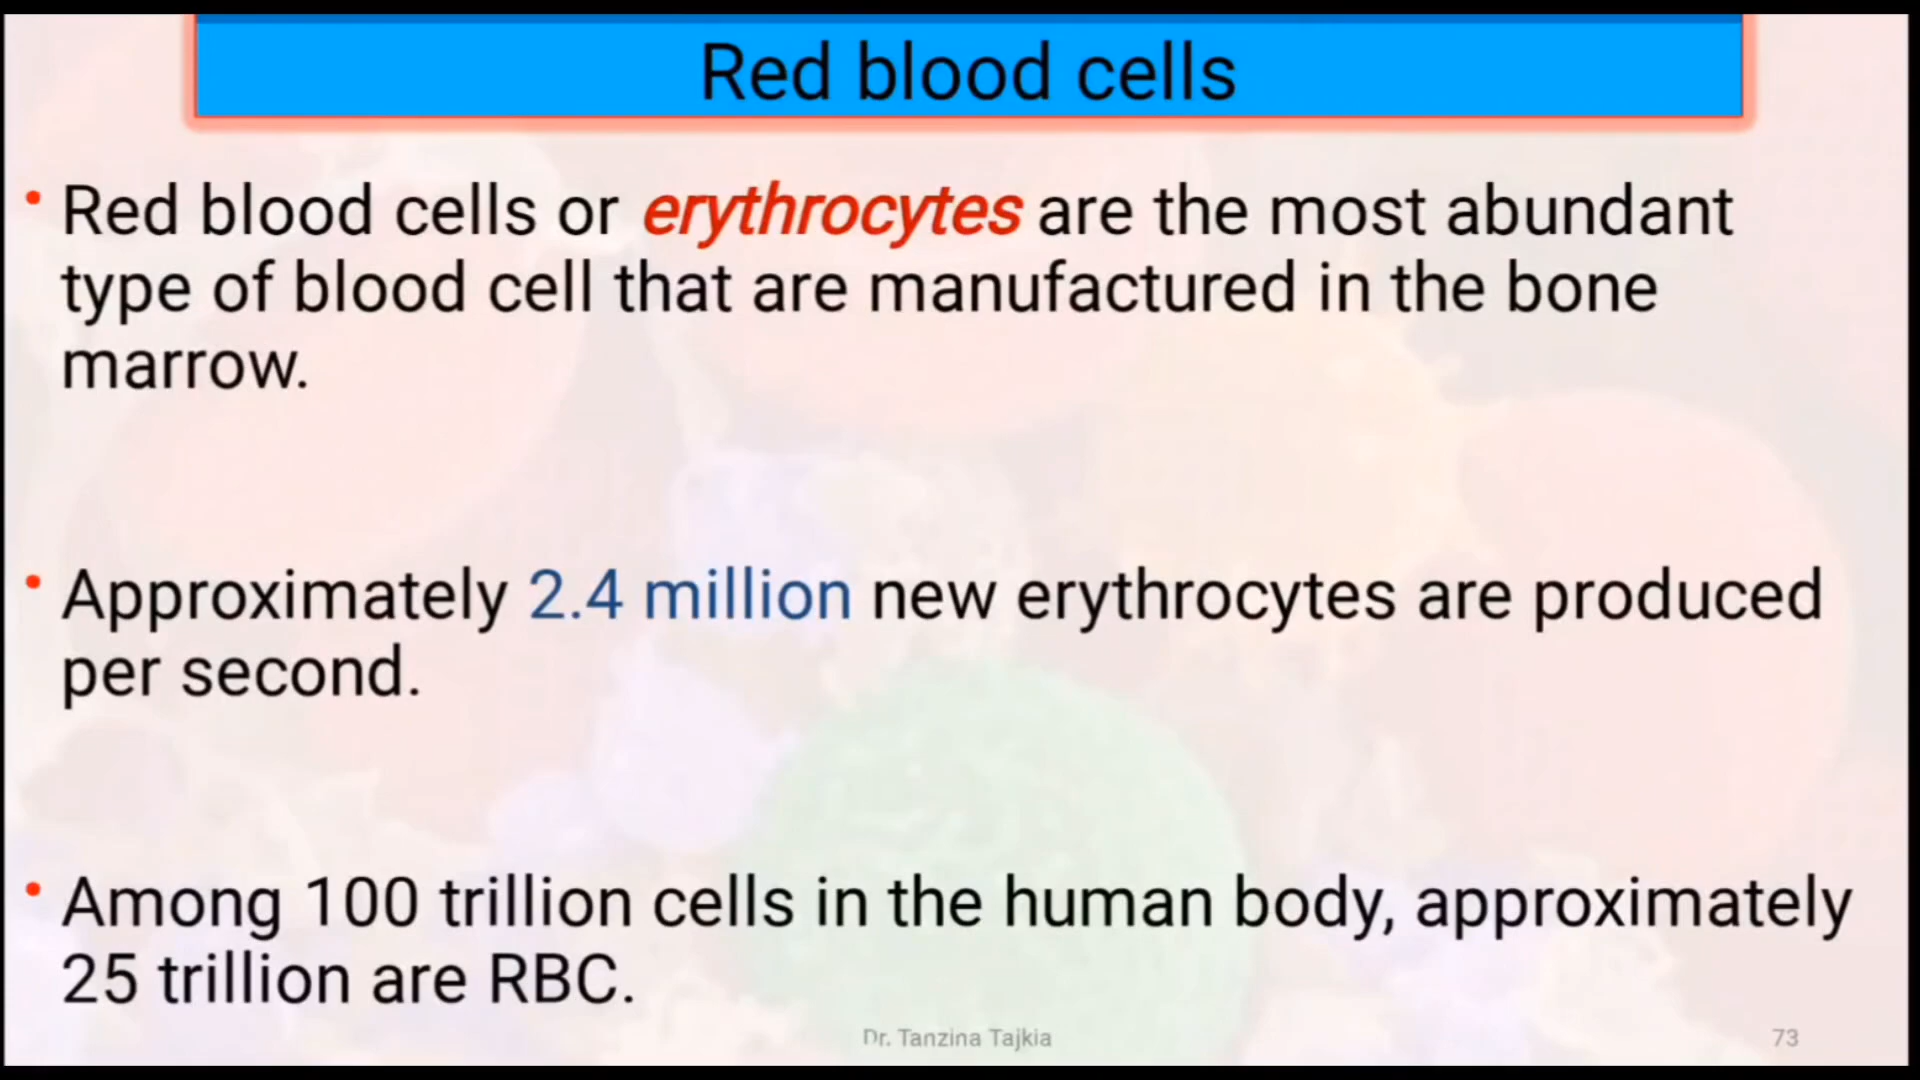 Red blood cells
• Red blood cells or erythrocytes are the most abundant
type of blood cell that are manufactured in the bone
marrow.
• Approximately 2.4 million new erythrocytes are produced
per second.
• Among 100 trillion cells in the human body, approximately
25 trillion are RBC.
Dr. Tanzina Tajkia
73